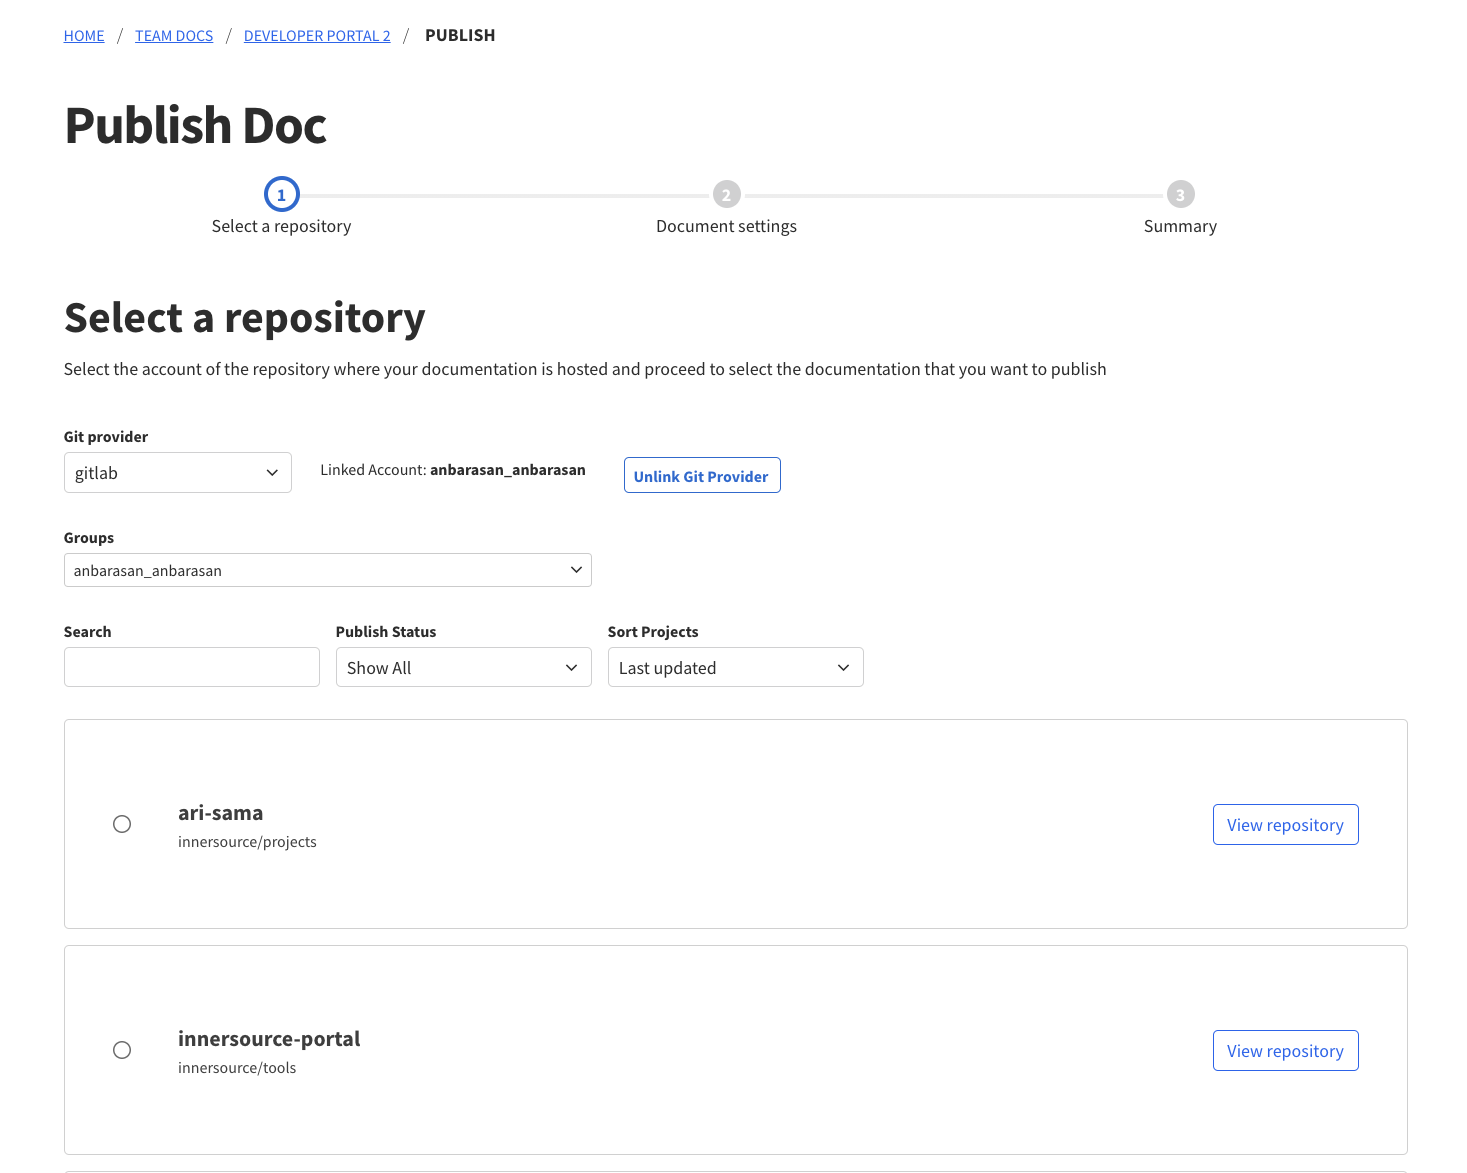 HOME / TEAM DOCS / DEVELOPER PORTAL 2 / PUBLISH
Publish Doc
1 2 3
Select a repository Document settings Summary
Select a repository
Select the account of the repository where your documentation is hosted and proceed to select the documentation that you want to publish
Git provider
gitlab Linked Account: anbarasan_anbarasan Unlink Git Provider
Groups
anbarasan_anbarasan
Search Publish Status Sort Projects
Show All Last updated
ari-sama
innersource/projects
View repository
innersource-portal
innersource/tools
View repository